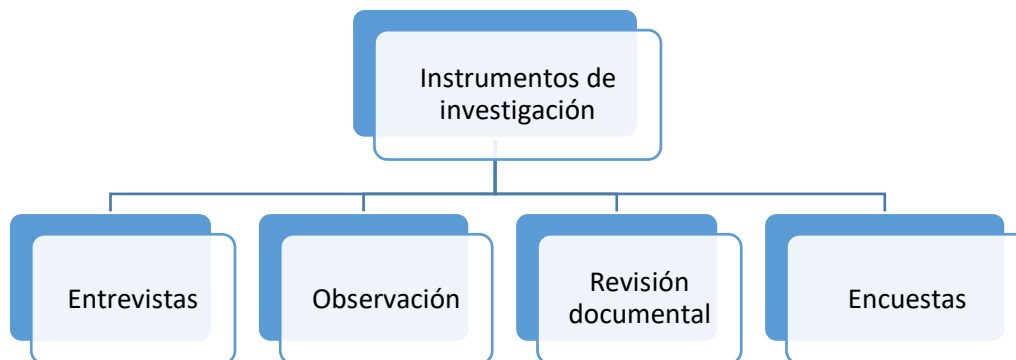 Instrumentos de
investigación
Entrevistas
Observación
Revisión
documental
Encuestas